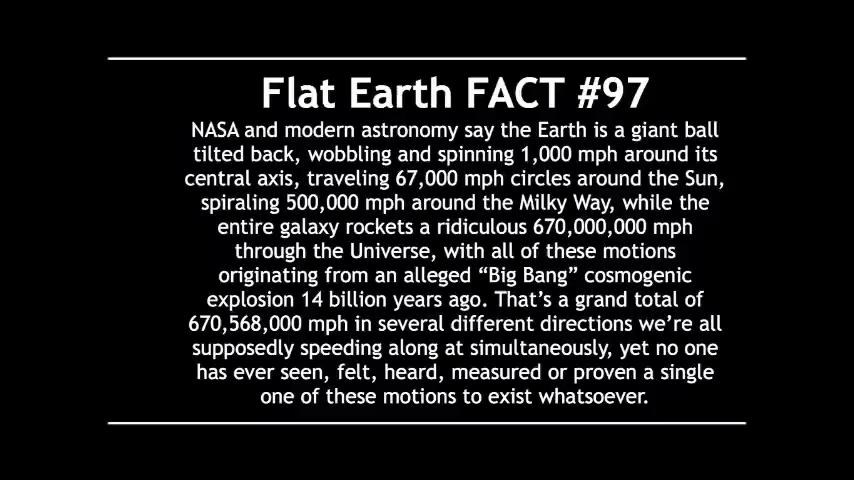 Flat Earth FACT #97
NASA and modern astronomy say the Earth is a giant ball
tilted back, wobbling and spinning 1,000 mph around its
central axis, traveling 67,000 mph circles around the Sun,
spiraling 500,000 mph around the Milky Way, while the
entire galaxy rockets a ridiculous 670,000,000 mph
through the Universe, with all of these motions
originating from an alleged “Big Bang” cosmogenic
explosion 14 billion years ago. That’s a grand total of
670,568,000 mph in several different directions we’re all
supposedly speeding along at simultaneously, yet no one
has ever seen, felt, heard, measured or proven a single
one of these motions to exist whatsoever.